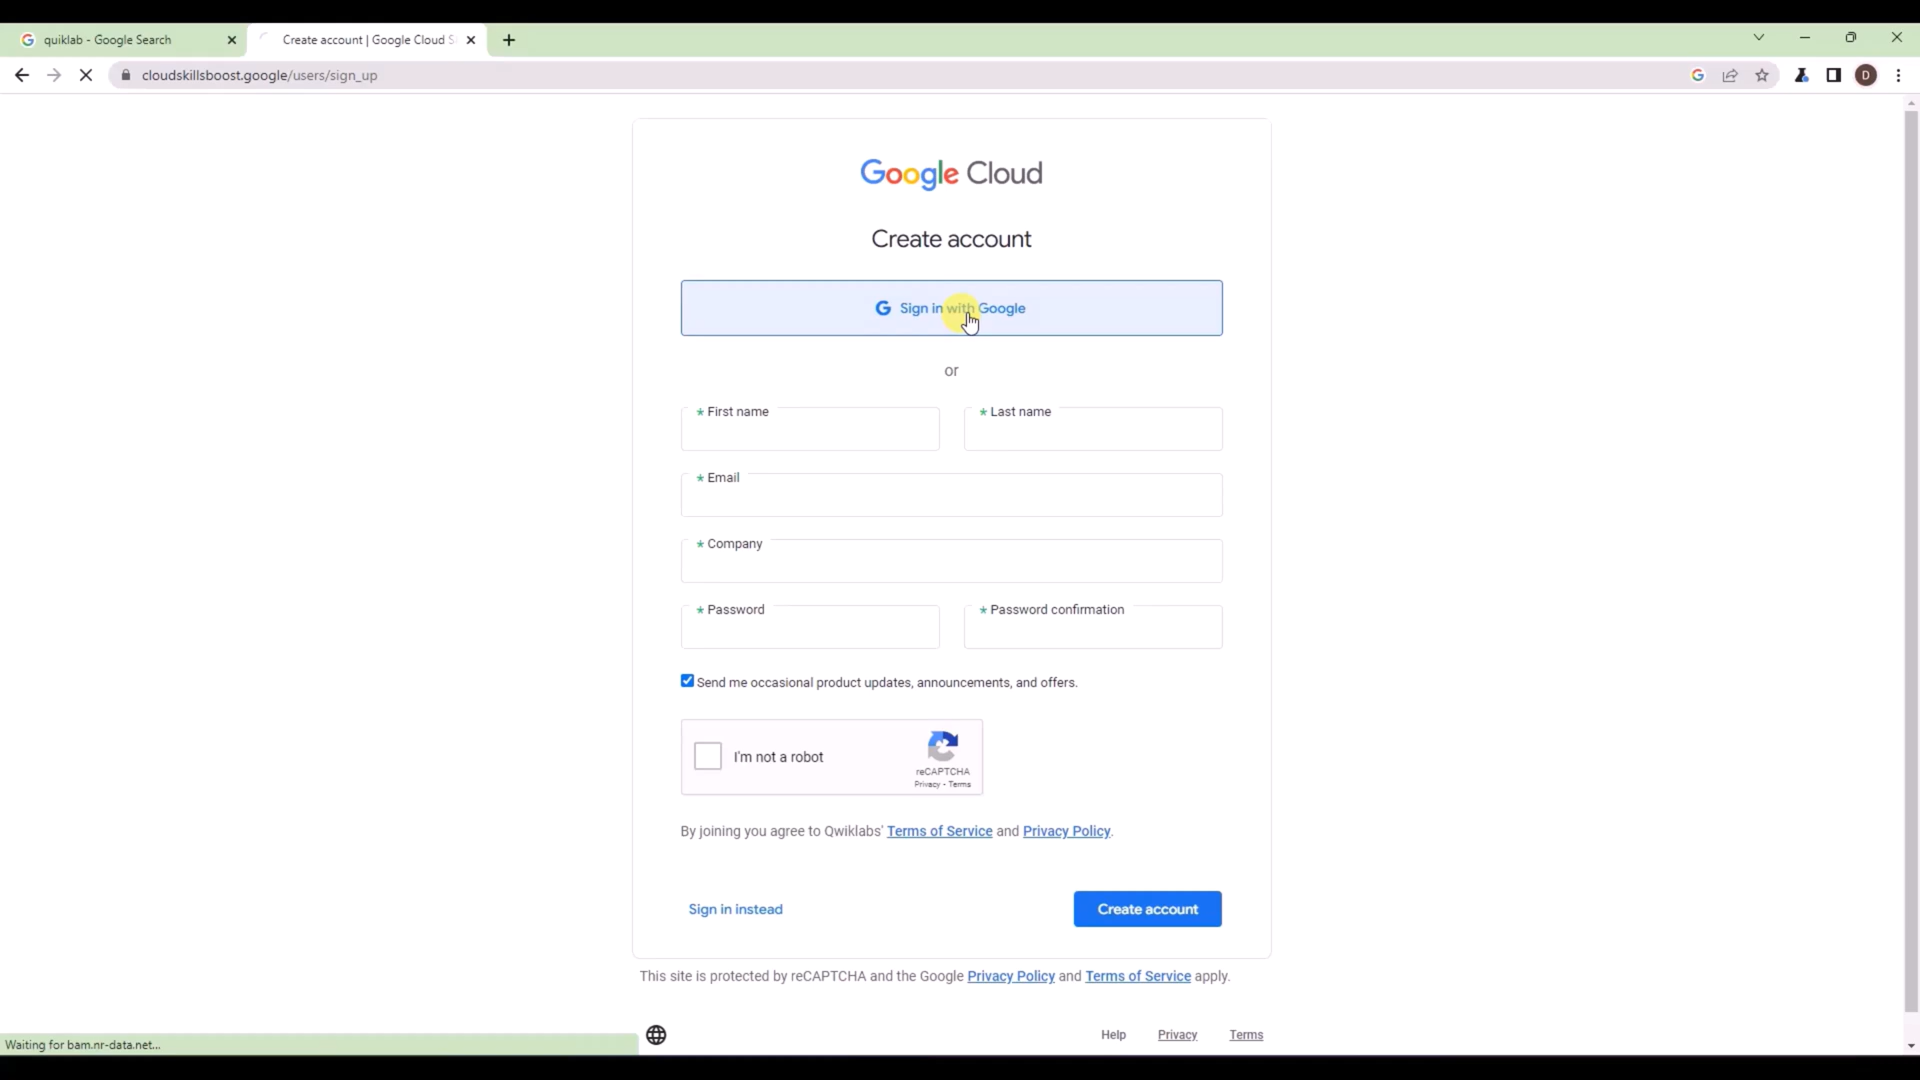 quiklab - Google Search
Create account | Google Cloud S
cloudskillsboost.google/users/sign_up
D
Google Cloud
Create account
Sign in with Google
or
* First name
* Last name
* Email
* Company
* Password
* Password confirmation
Send me occasional product updates, announcements, and offers.
I'm not a robot
reCAPTCHA
Privacy - Terms
By joining you agree to Qwiklabs' Terms of Service and Privacy Policy.
Sign in instead
Create account
This site is protected by reCAPTCHA and the Google Privacy Policy and Terms of Service apply.
Help
Privacy
Terms
Waiting for bam.nr-data.net...